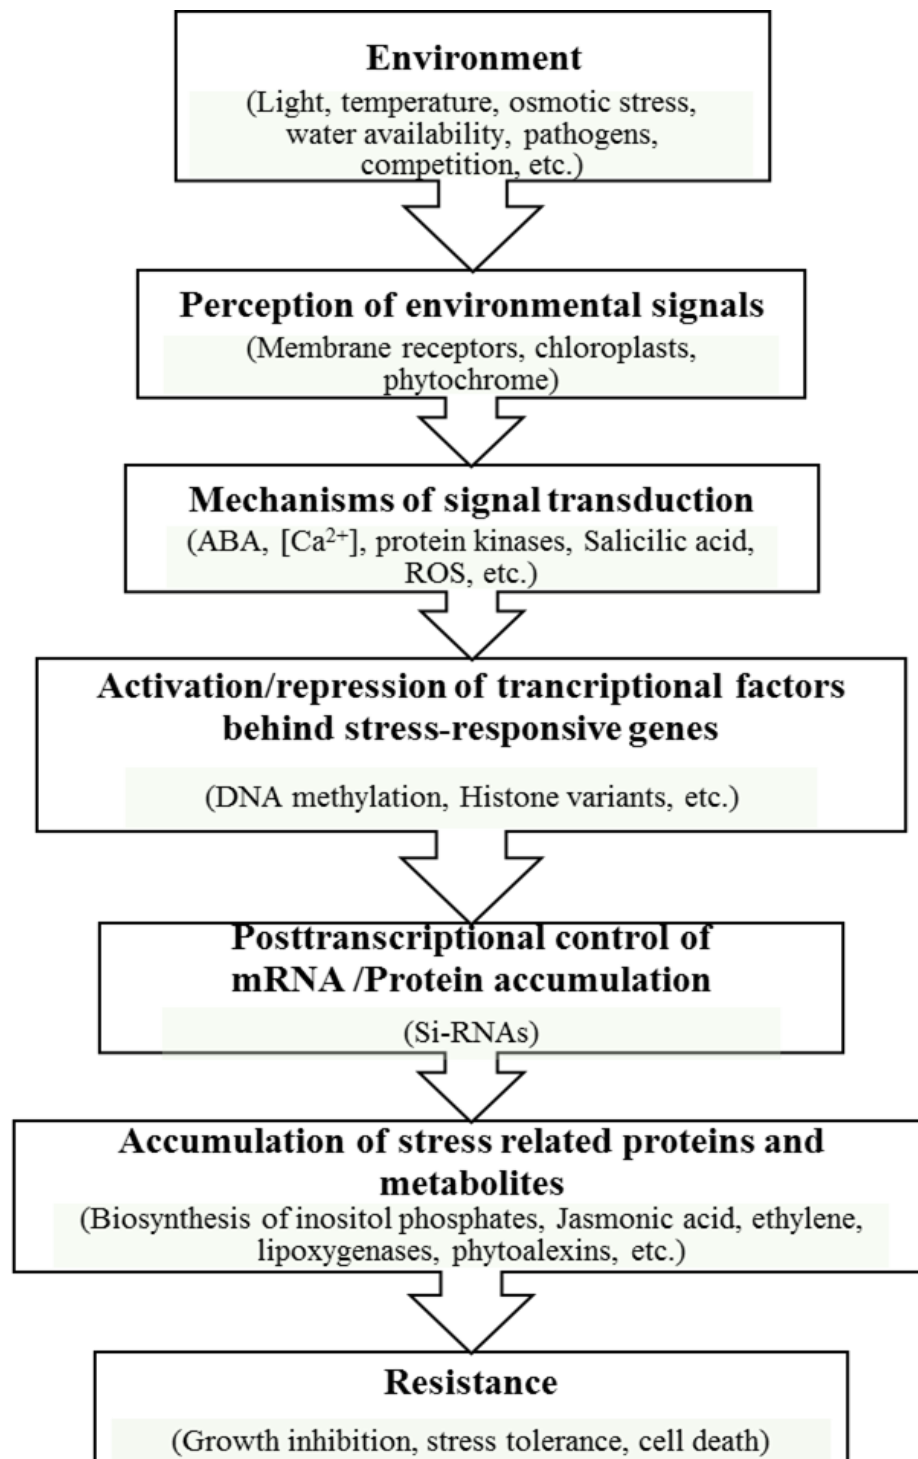 Environment
(Light, temperature, osmotic stress,
water availability, pathogens,
competition, etc.)
Perception of environmental signals
(Membrane receptors, chloroplasts,
phytochrome)
Mechanisms of signal transduction
(ABA, [Ca²⁺], protein kinases, Salicilic acid,
ROS, etc.)
Activation/repression of trancriptional factors
behind stress-responsive genes
(DNA methylation, Histone variants, etc.)
Posttranscriptional control of
mRNA /Protein accumulation
(Si-RNAs)
Accumulation of stress related proteins and
metabolites
(Biosynthesis of inositol phosphates, Jasmonic acid, ethylene,
lipoxygenases, phytoalexins, etc.)
Resistance
(Growth inhibition, stress tolerance, cell death)